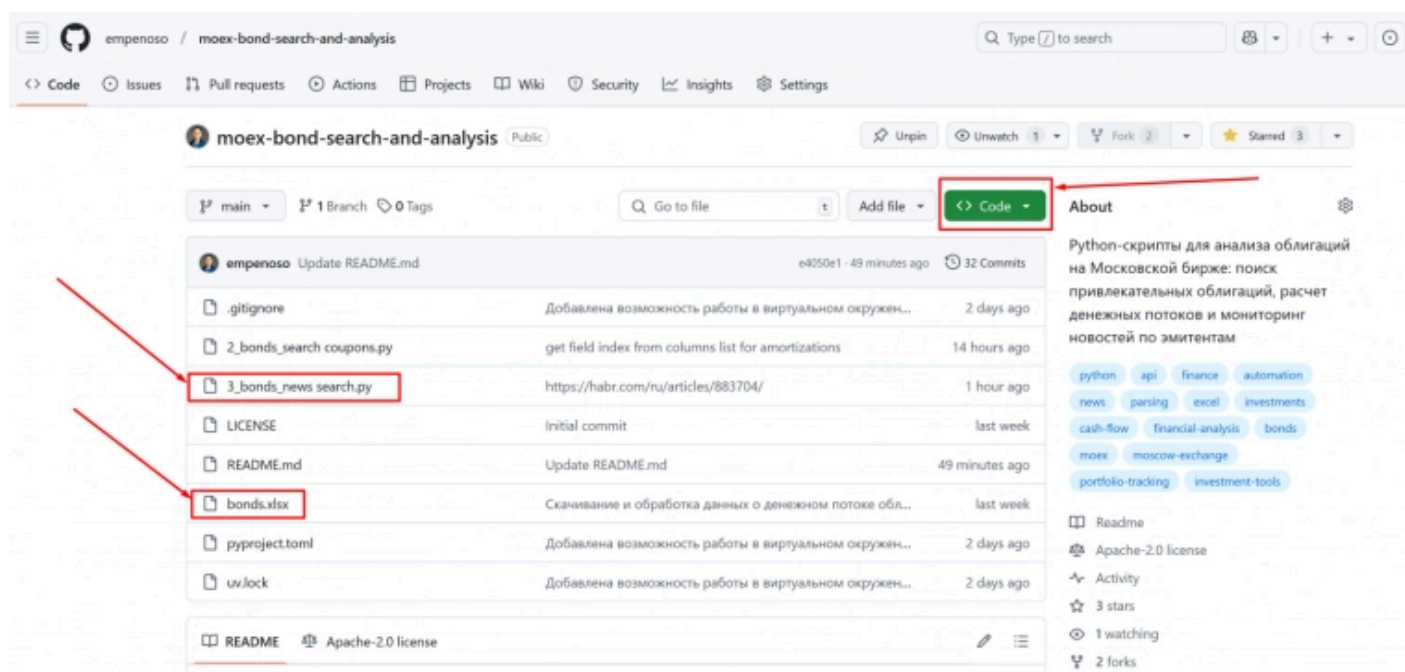 empenoso / moex-bond-search-and-analysis
Type / to search
Code Issues Pull requests Actions Projects Wiki Security Insights Settings
moex-bond-search-and-analysis Public
Unpin Unwatch 1 Fork 2 Starred 3
main 1 Branch 0 Tags Go to file t Add file Code
empenoso Update README.md e4050e1 · 49 minutes ago 32 Commits
.gitignore Добавлена возможность работы в виртуальном окружен... 2 days ago
2_bonds_search coupons.py get field index from columns list for amortizations 14 hours ago
3_bonds_news search.py https://habr.com/ru/articles/883704/ 1 hour ago
LICENSE Initial commit last week
README.md Update README.md 49 minutes ago
bonds.xlsx Скачивание и обработка данных о денежном потоке обл... last week
pyproject.toml Добавлена возможность работы в виртуальном окружен... 2 days ago
uv.lock Добавлена возможность работы в виртуальном окружен... 2 days ago
README Apache-2.0 license
About
Python-скрипты для анализа облигаций
на Московской бирже: поиск
привлекательных облигаций, расчет
денежных потоков и мониторинг
новостей по эмитентам
python api finance automation
news parsing excel investments
cash-flow financial-analysis bonds
moex moscow-exchange
portfolio-tracking investment-tools
Readme
Apache-2.0 license
Activity
3 stars
1 watching
2 forks